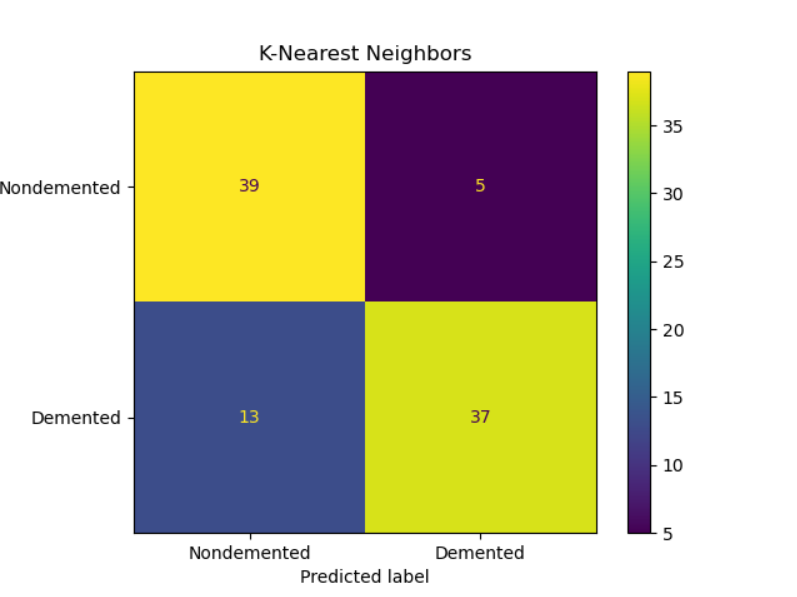 K-Nearest Neighbors
Nondemented
39
5
Demented
13
37
Nondemented
Demented
Predicted label
35
30
25
20
15
10
5